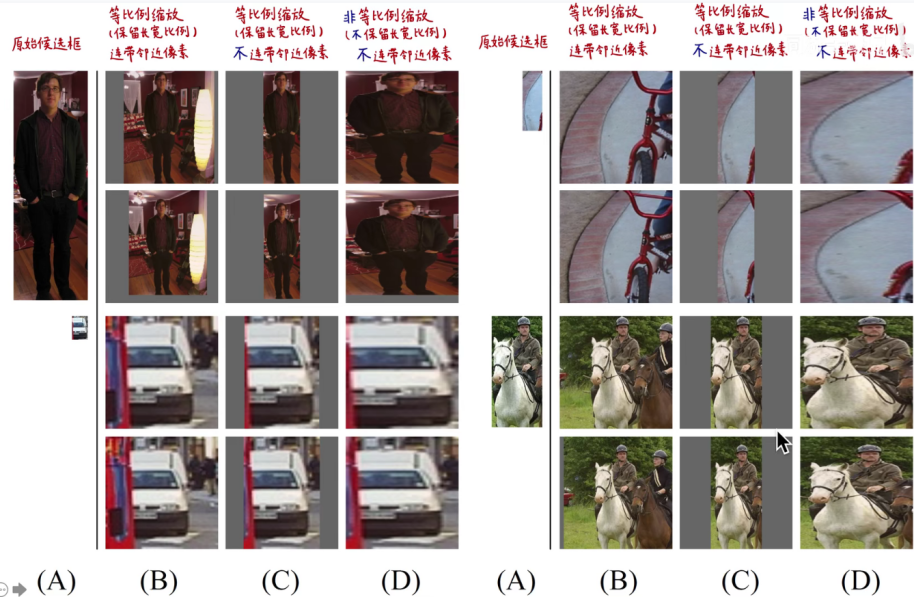 原始候选框
等比例缩放
(保留长宽比例)
连带邻近像素
等比例缩放
(保留长宽比例)
不连带邻近像素
非等比例缩放
(不保留长宽比例)
不连带邻近像素
原始候选框
等比例缩放
(保留长宽比例)
连带邻近像素
等比例缩放
(保留长宽比例)
不连带邻近像素
非等比例缩放
(不保留长宽比例)
不连带邻近像素
(A) (B) (C) (D) (A) (B) (C) (D)